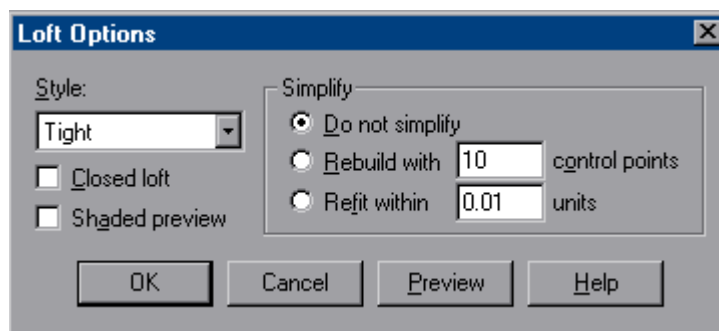 Loft Options
Style:
Tight
Closed loft
Shaded preview
Simplify
Do not simplify
Rebuild with 10 control points
Refit within 0.01 units
OK Cancel Preview Help